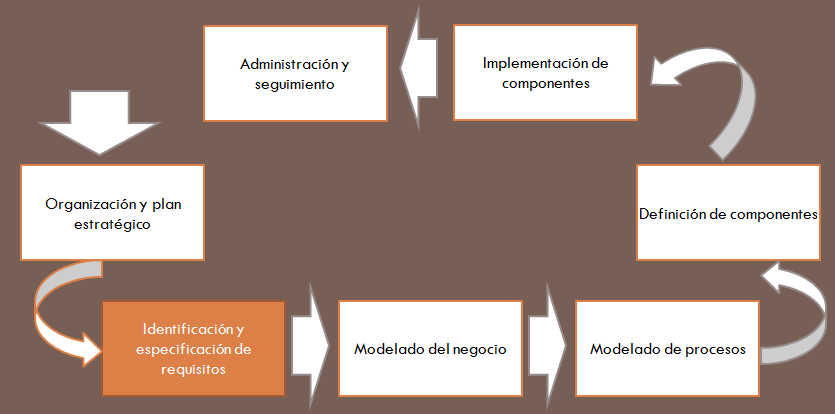 Administración y
seguimiento
Implementación de
componentes
Organización y plan
estratégico
Definición de componentes
Identificación y
especificación de
requisitos
Modelado del negocio
Modelado de procesos